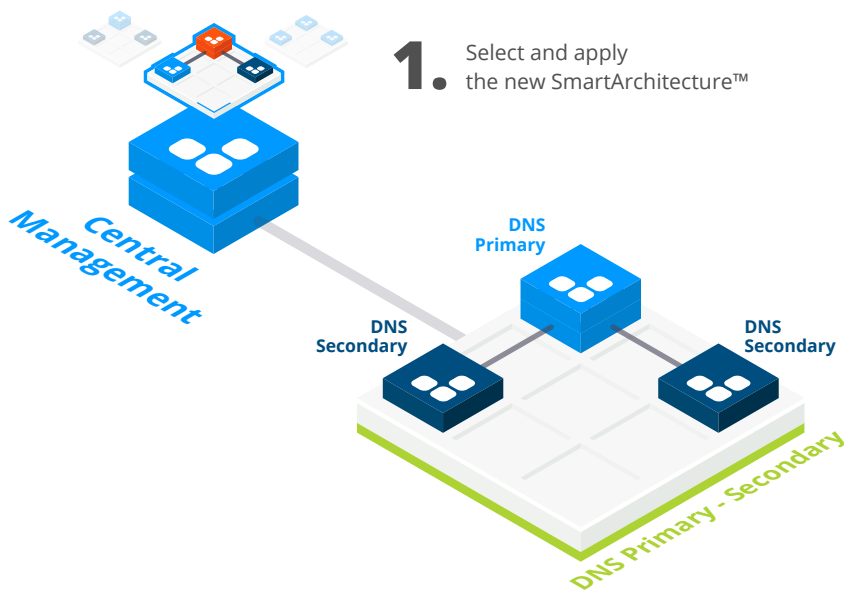 1.
Select and apply
the new SmartArchitecture™
Central
Management
DNS
Primary
DNS
Secondary
DNS
Secondary
DNS Primary - Secondary